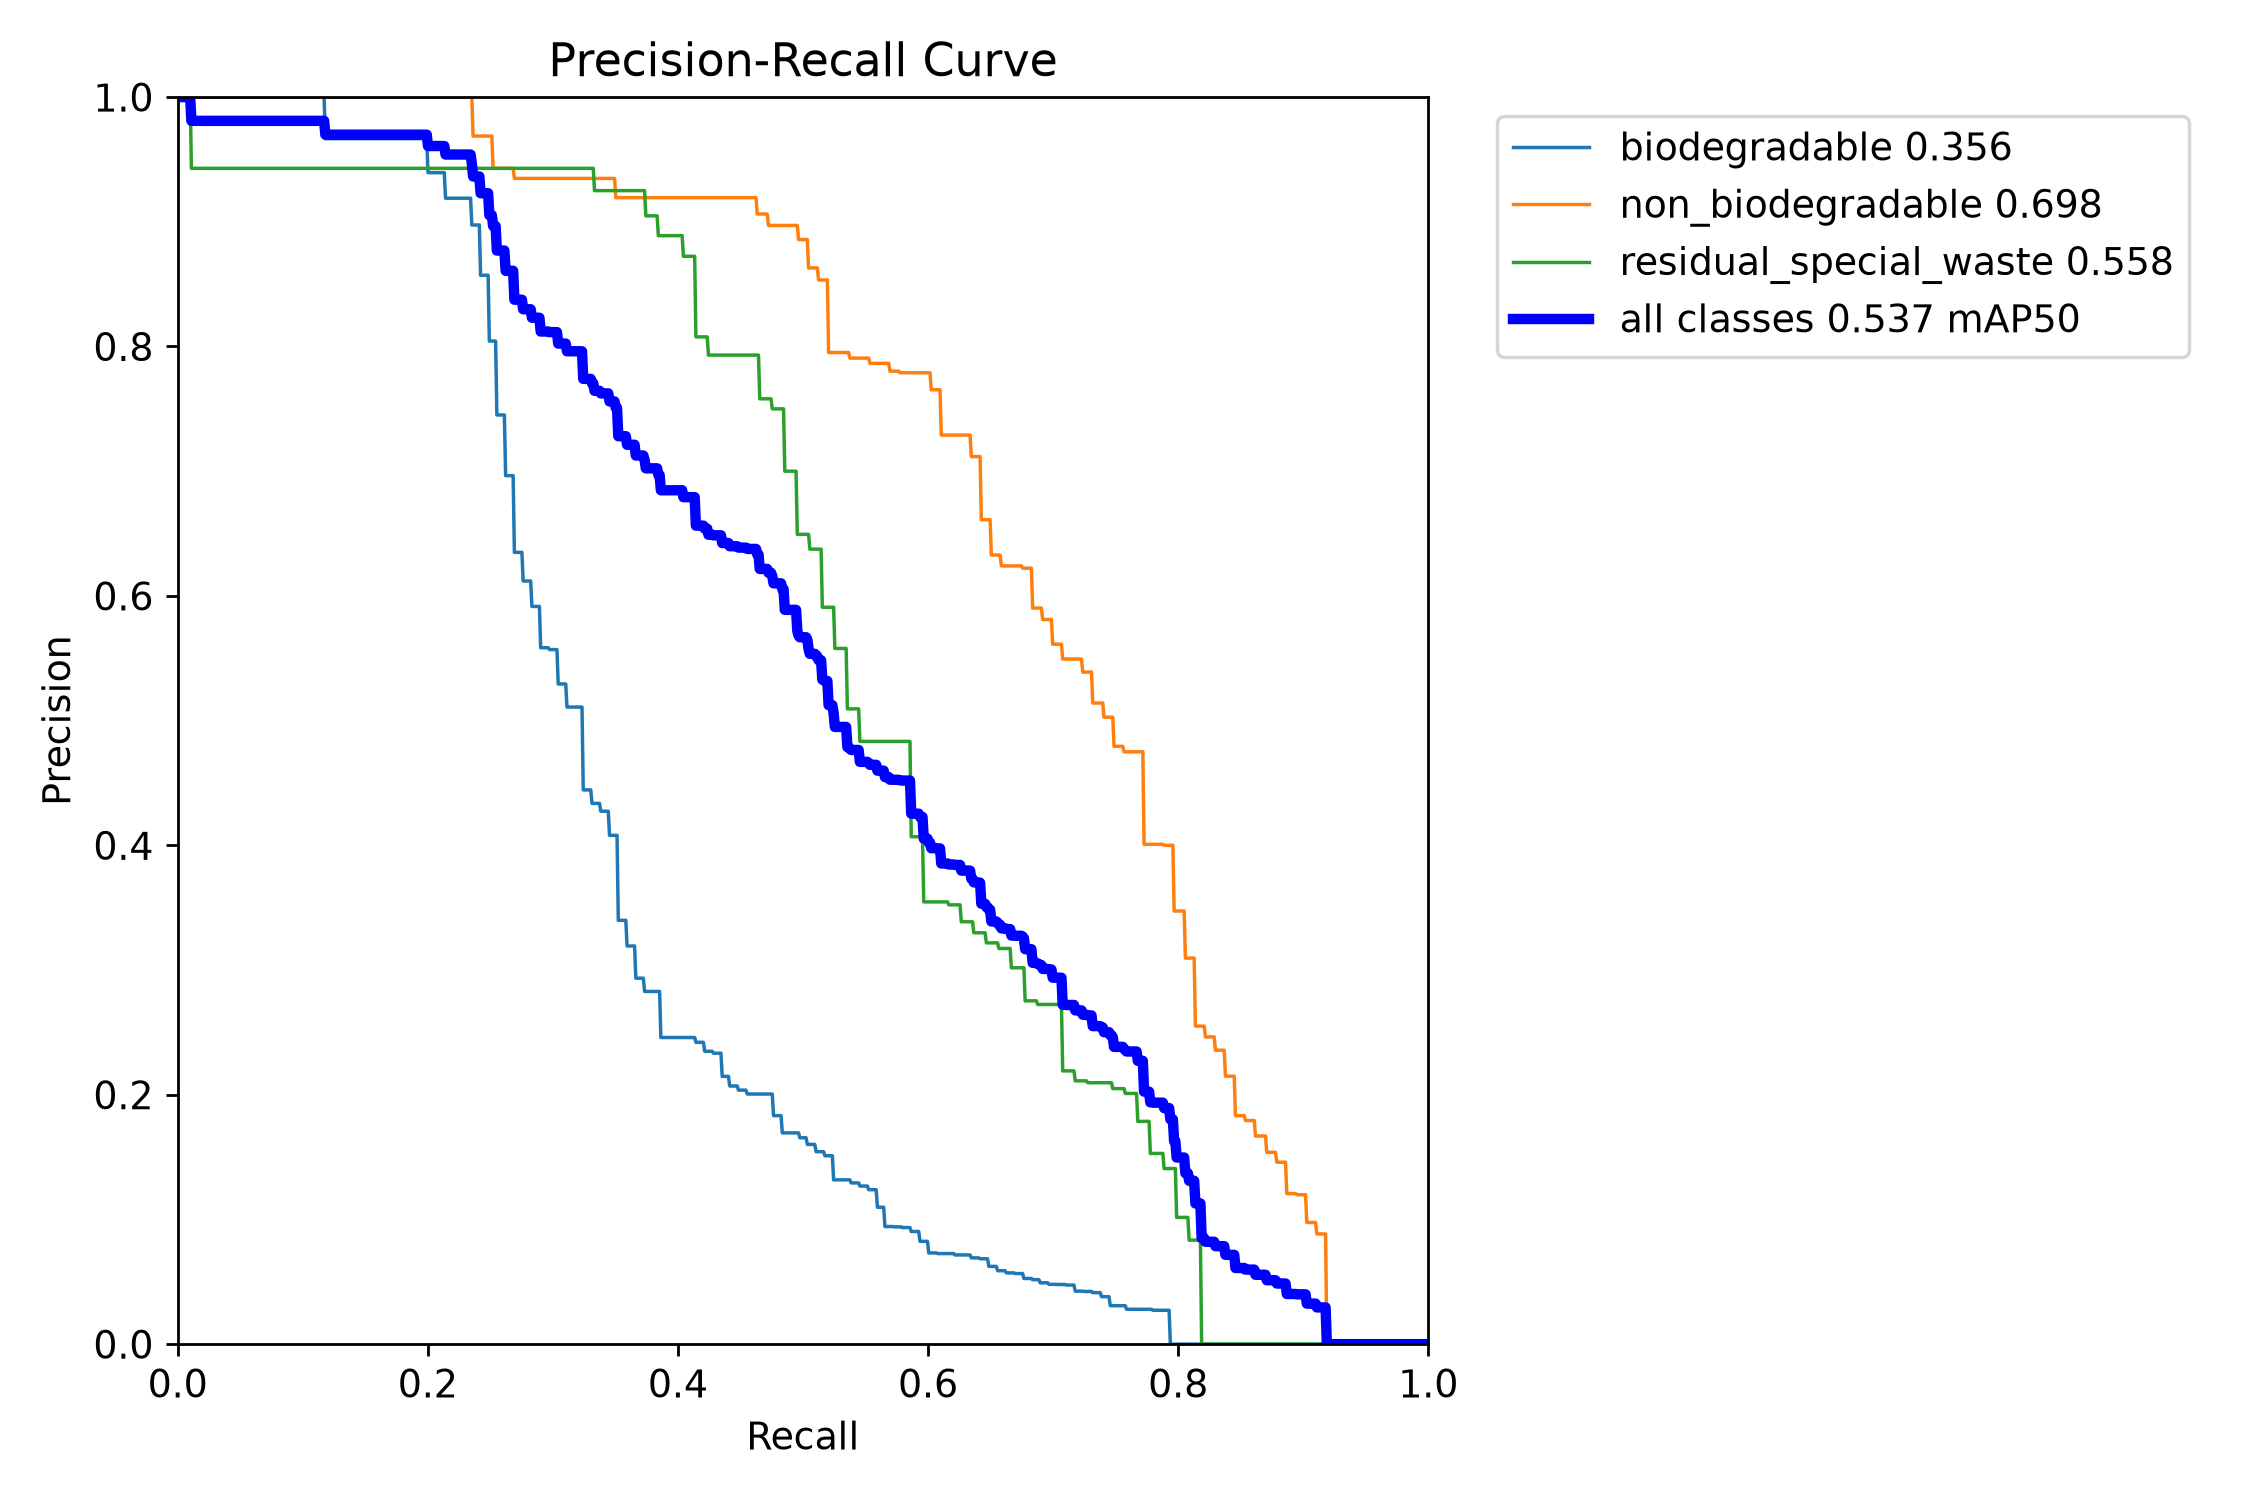 Precision-Recall Curve
1.0
0.8
0.6
0.4
0.2
0.0
Precision
0.0 0.2 0.4 0.6 0.8 1.0
Recall
biodegradable 0.356
non_biodegradable 0.698
residual_special_waste 0.558
all classes 0.537 mAP50